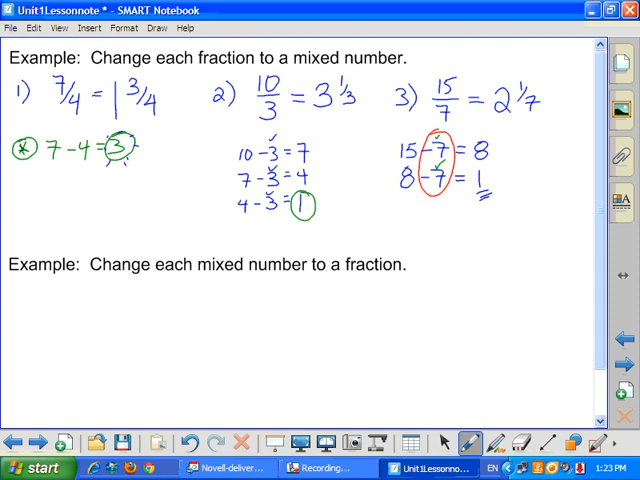 Unit1Lessonnote * - SMART Notebook
File Edit View Insert Format Draw Help
Example: Change each fraction to a mixed number.
1) 7/4 = 1 3/4 2) 10/3 = 3 1/3 3) 15/7 = 2 1/7
* 7 - 4 = 3
10 - 3 = 7
7 - 3 = 4
4 - 3 = 1
15 - 7 = 8
8 - 7 = 1
Example: Change each mixed number to a fraction.
start Novell-deliver... Recording... Unit1Lessonno... EN 1:23 PM